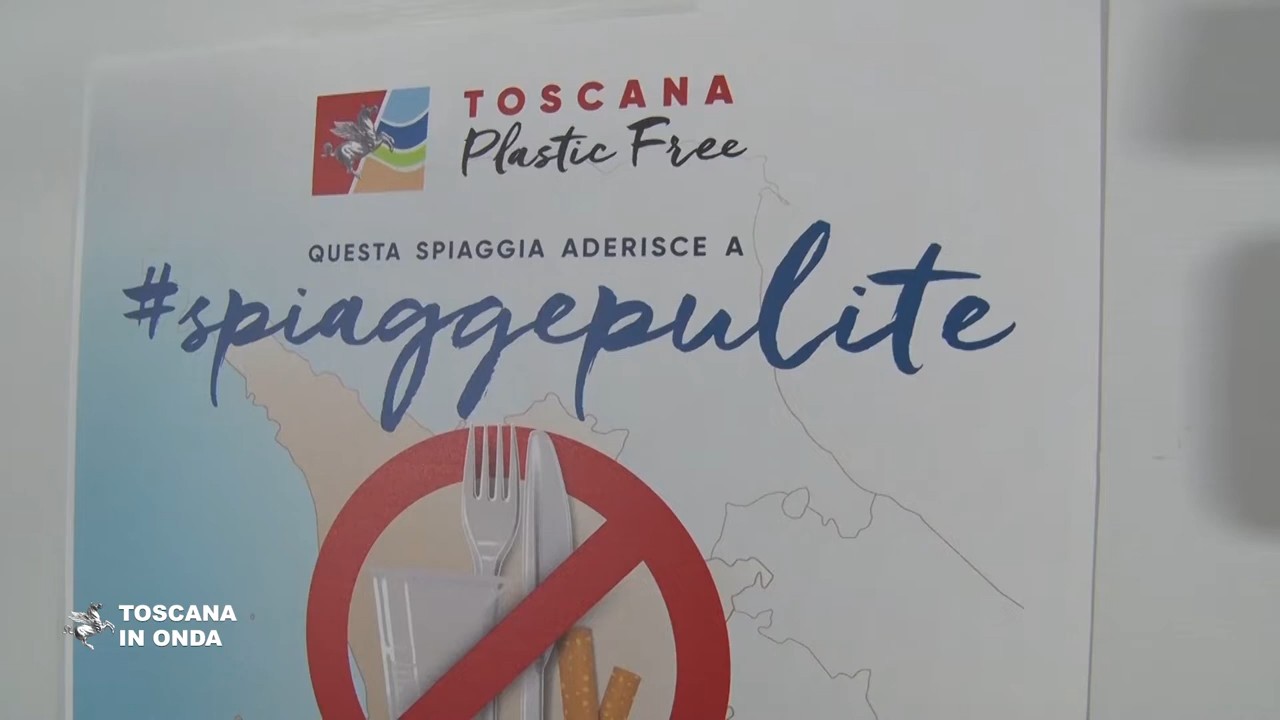 TOSCANA
Plastic Free
QUESTA SPIAGGIA ADERISCE A
#spiaggepulite
TOSCANA
IN ONDA